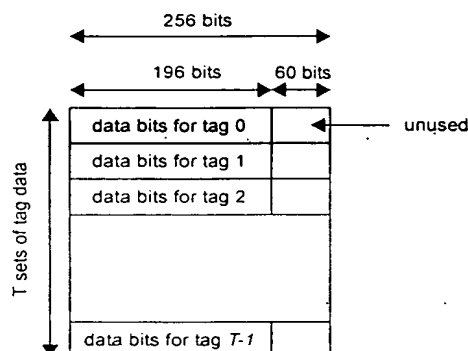 256 bits
196 bits 60 bits
data bits for tag 0 unused
data bits for tag 1
data bits for tag 2
T sets of tag data
data bits for tag T-1